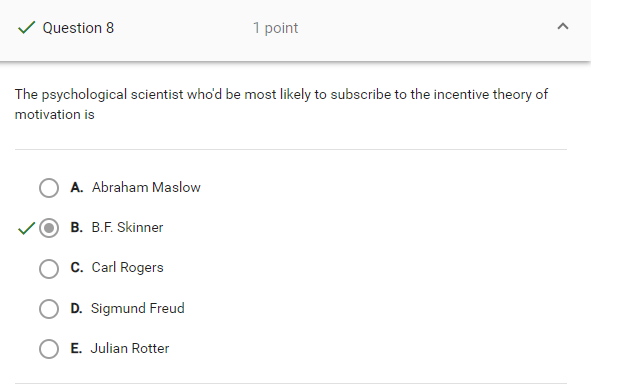 Question 8 1 point
The psychological scientist who'd be most likely to subscribe to the incentive theory of
motivation is
A. Abraham Maslow
B. B.F. Skinner
C. Carl Rogers
D. Sigmund Freud
E. Julian Rotter